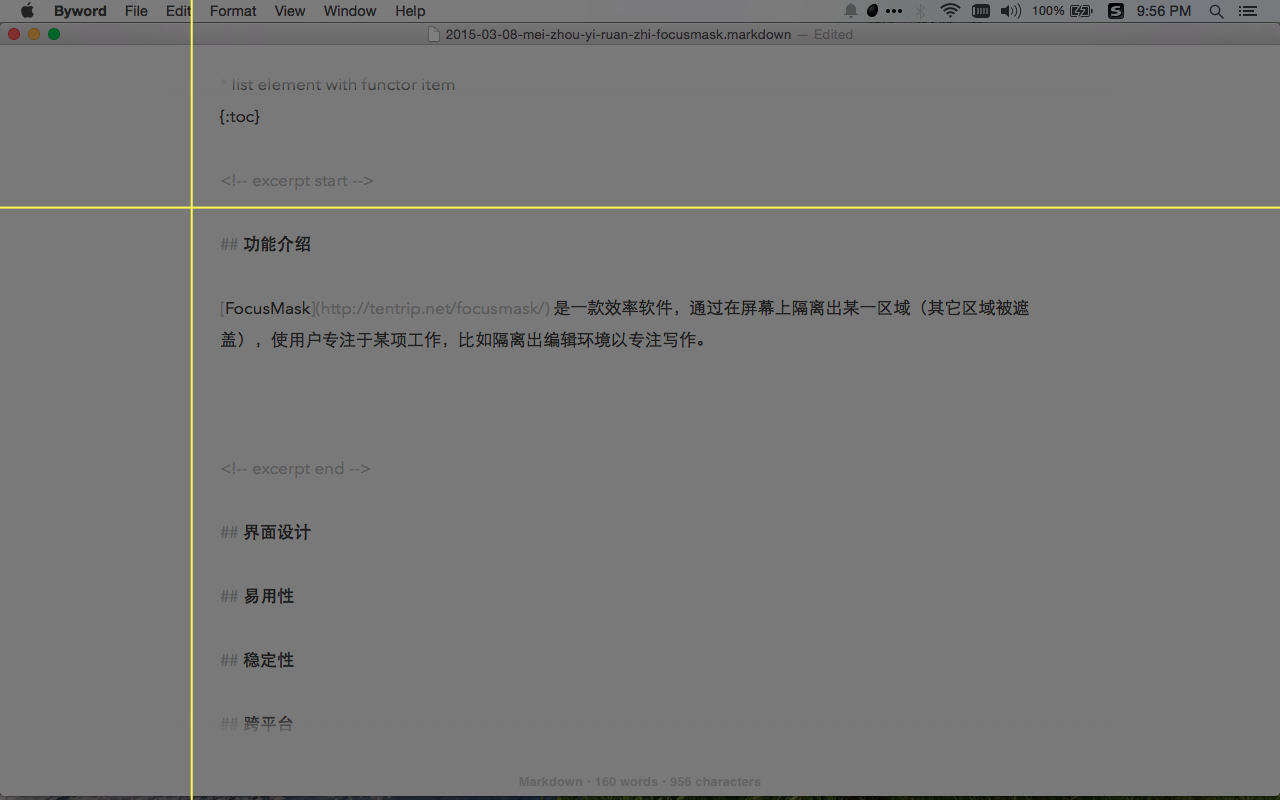 Byword File Edit Format View Window Help 100% 9:56 PM
2015-03-08-mei-zhou-yi-ruan-zhi-focusmask.markdown — Edited
* list element with functor item
{:toc}
<!-- excerpt start -->
## 功能介绍
[FocusMask](http://tentrip.net/focusmask/) 是一款效率软件，通过在屏幕上隔离出某一区域（其它区域被遮
盖），使用户专注于某项工作，比如隔离出编辑环境以专注写作。
<!-- excerpt end -->
## 界面设计
## 易用性
## 稳定性
## 跨平台
Markdown • 160 words • 956 characters